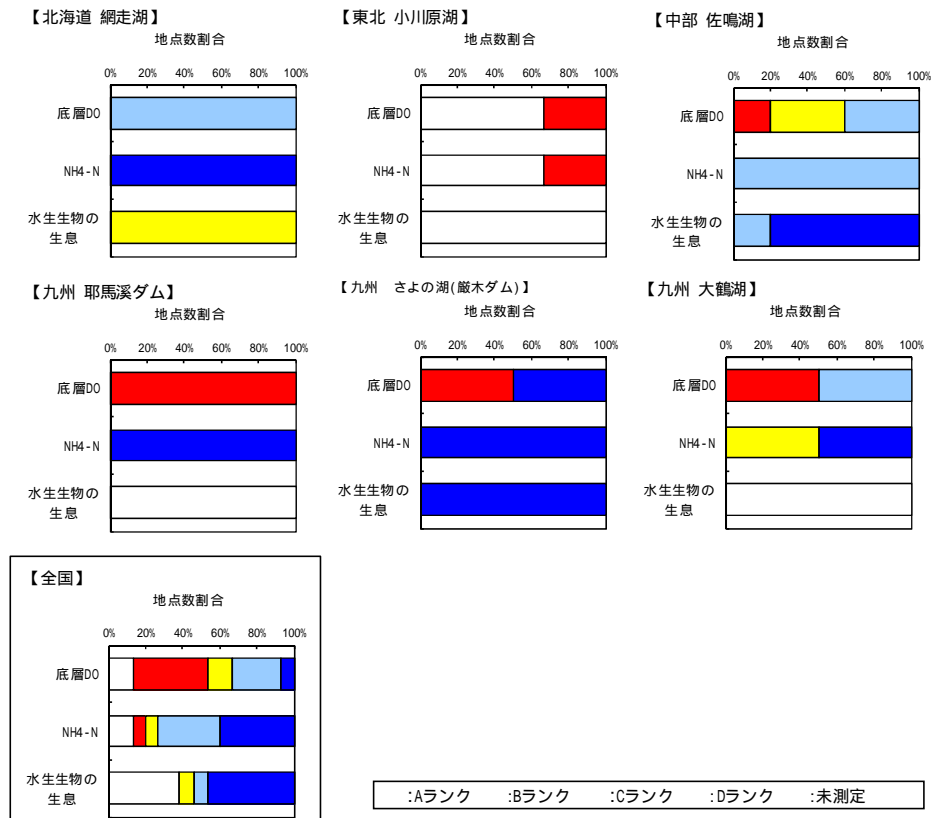 【北海道 網走湖】
地点数割合
0% 20% 40% 60% 80% 100%
底層DO
NH4-N
水生生物の
生息
【東北 小川原湖】
地点数割合
0% 20% 40% 60% 80% 100%
底層DO
NH4-N
水生生物の
生息
【中部 佐鳴湖】
地点数割合
0% 20% 40% 60% 80% 100%
底層DO
NH4-N
水生生物の
生息
【九州 耶馬溪ダム】
地点数割合
0% 20% 40% 60% 80% 100%
底層DO
NH4-N
水生生物の
生息
【九州 さよの湖(厳木ダム)】
地点数割合
0% 20% 40% 60% 80% 100%
底層DO
NH4-N
水生生物の
生息
【九州 大鶴湖】
地点数割合
0% 20% 40% 60% 80% 100%
底層DO
NH4-N
水生生物の
生息
【全国】
地点数割合
0% 20% 40% 60% 80% 100%
底層DO
NH4-N
水生生物の
生息
:Aランク :Bランク :Cランク :Dランク :未測定